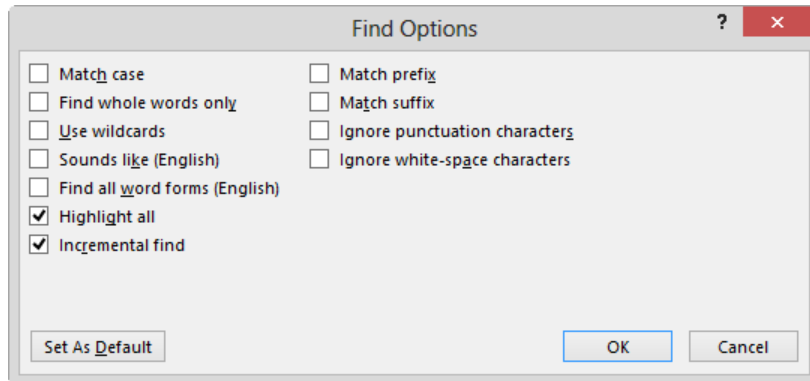 Find Options
?
Match case
Find whole words only
Use wildcards
Sounds like (English)
Find all word forms (English)
Highlight all
Incremental find
Match prefix
Match suffix
Ignore punctuation characters
Ignore white-space characters
Set As Default
OK
Cancel